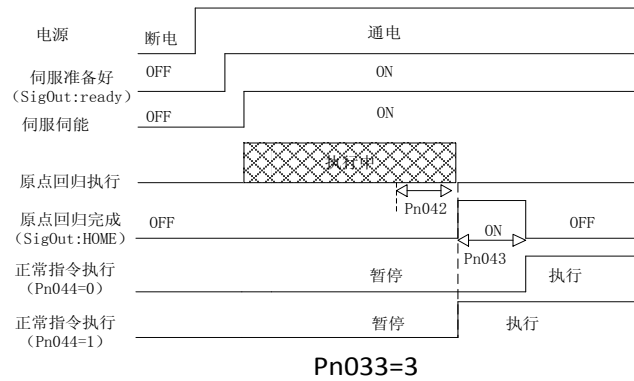 电源 断电 通电
伺服准备好 OFF ON
(SigOut:ready)
伺服伺能 OFF ON
执行中
原点回归执行
Pn042
原点回归完成 OFF ON OFF
(SigOut:HOME)
Pn043
正常指令执行 暂停 执行
(Pn044=0)
正常指令执行 暂停 执行
(Pn044=1)
Pn033=3